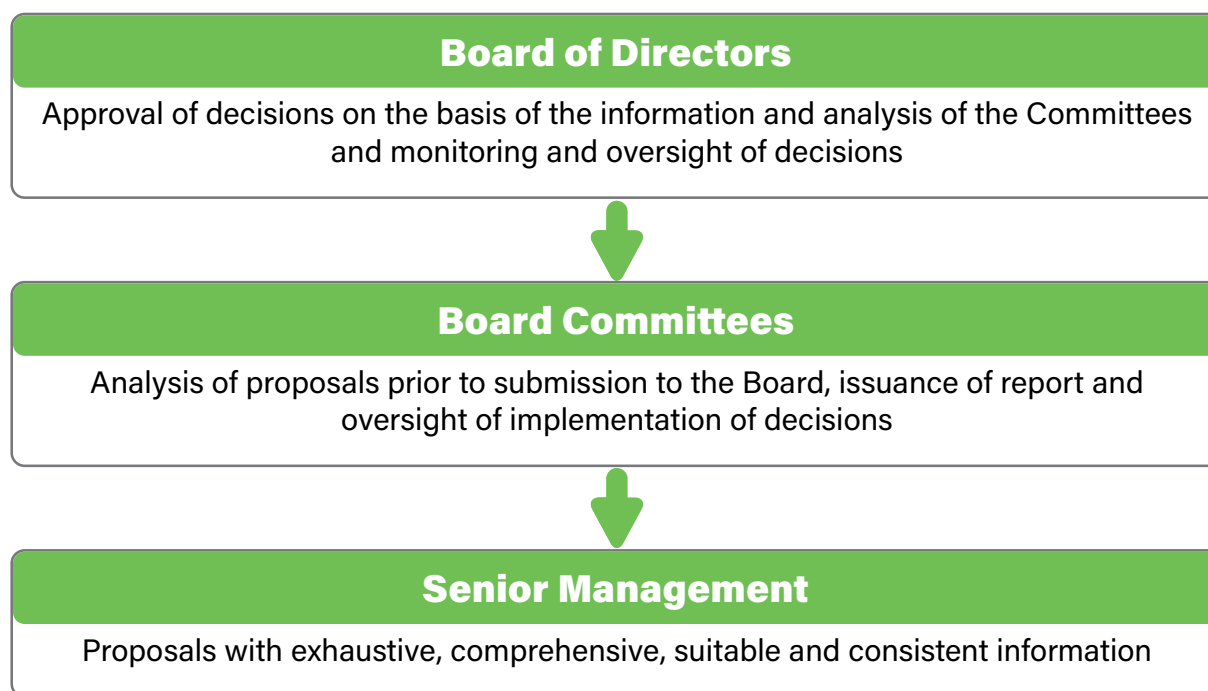 Board of Directors
Approval of decisions on the basis of the information and analysis of the Committees
and monitoring and oversight of decisions
Board Committees
Analysis of proposals prior to submission to the Board, issuance of report and
oversight of implementation of decisions
Senior Management
Proposals with exhaustive, comprehensive, suitable and consistent information